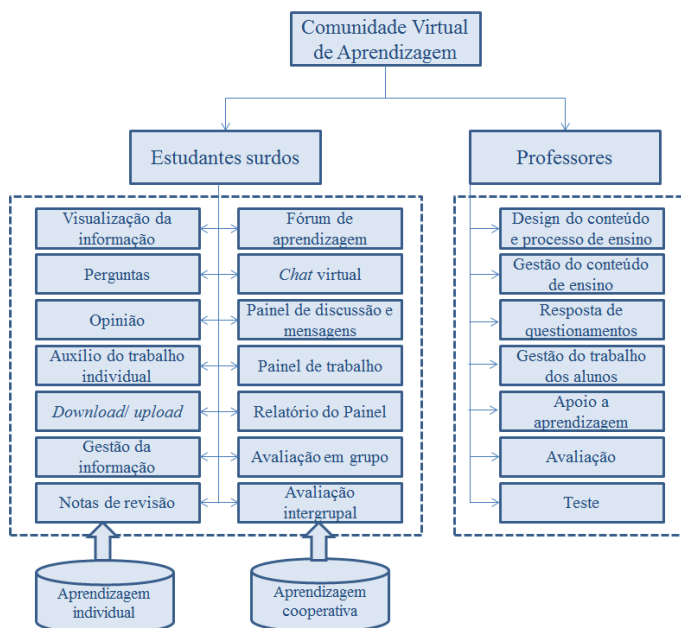 Comunidade Virtual
de Aprendizagem
Estudantes surdos
Professores
Visualização da
informação
Perguntas
Opinião
Auxílio do trabalho
individual
Download/ upload
Gestão da
informação
Notas de revisão
Fórum de
aprendizagem
Chat virtual
Painel de discussão e
mensagens
Painel de trabalho
Relatório do Painel
Avaliação em grupo
Avaliação
intergrupal
Design do conteúdo
e processo de ensino
Gestão do conteúdo
de ensino
Resposta de
questionamentos
Gestão do trabalho
dos alunos
Apoio a
aprendizagem
Avaliação
Teste
Aprendizagem
individual
Aprendizagem
cooperativa